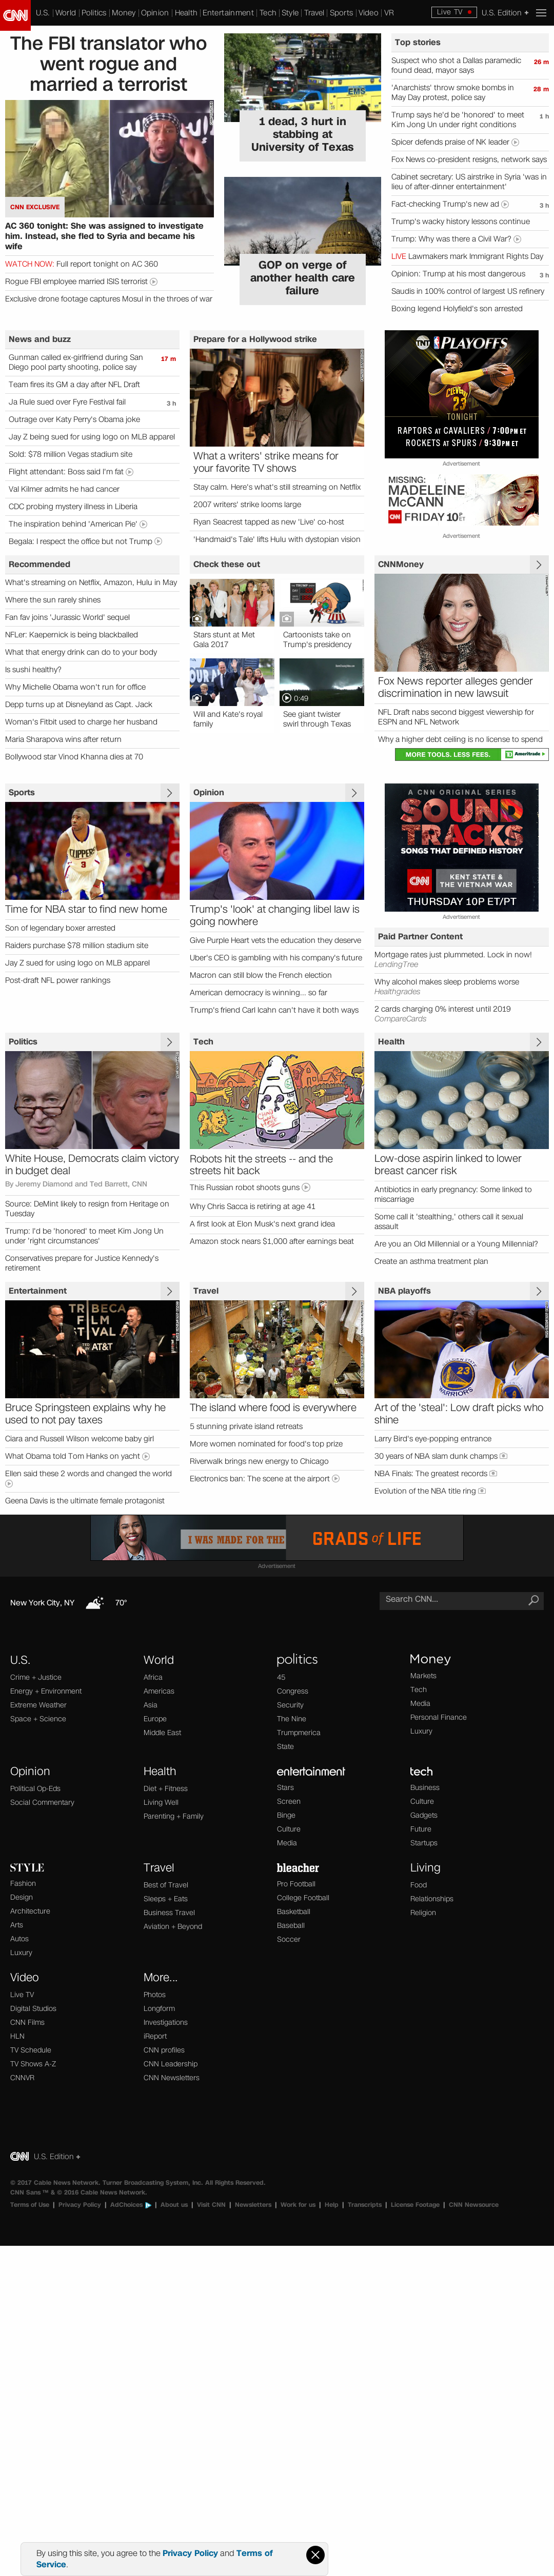 CNN
U.S. | World | Politics | Money | Opinion | Health | Entertainment | Tech | Style | Travel | Sports | Video | VR
Live TV
U.S. Edition +
The FBI translator who
went rogue and
married a terrorist
CNN EXCLUSIVE
AC 360 tonight: She was assigned to investigate
him. Instead, she fled to Syria and became his
wife
WATCH NOW: Full report tonight on AC 360
Rogue FBI employee married ISIS terrorist
Exclusive drone footage captures Mosul in the throes of war
EMS
1 dead, 3 hurt in
stabbing at
University of Texas
GOP on verge of
another health care
failure
Top stories
Suspect who shot a Dallas paramedic
found dead, mayor says
26 m
'Anarchists' throw smoke bombs in
May Day protest, police say
28 m
Trump says he'd be 'honored' to meet
Kim Jong Un under right conditions
1 h
Spicer defends praise of NK leader
Fox News co-president resigns, network says
Cabinet secretary: US airstrike in Syria 'was in
lieu of after-dinner entertainment'
Fact-checking Trump's new ad
3 h
Trump's wacky history lessons continue
Trump: Why was there a Civil War?
LIVE Lawmakers mark Immigrant Rights Day
Opinion: Trump at his most dangerous
3 h
Saudis in 100% control of largest US refinery
Boxing legend Holyfield's son arrested
News and buzz
Gunman called ex-girlfriend during San
Diego pool party shooting, police say
17 m
Team fires its GM a day after NFL Draft
Ja Rule sued over Fyre Festival fail
3 h
Outrage over Katy Perry's Obama joke
Jay Z being sued for using logo on MLB apparel
Sold: $78 million Vegas stadium site
Flight attendant: Boss said I'm fat
Val Kilmer admits he had cancer
CDC probing mystery illness in Liberia
The inspiration behind 'American Pie'
Begala: I respect the office but not Trump
Prepare for a Hollywood strike
What a writers' strike means for
your favorite TV shows
Stay calm. Here's what's still streaming on Netflix
2007 writers' strike looms large
Ryan Seacrest tapped as new 'Live' co-host
'Handmaid's Tale' lifts Hulu with dystopian vision
TNT PLAYOFFS
TONIGHT
RAPTORS AT CAVALIERS / 7:00PM ET
ROCKETS AT SPURS / 9:30PM ET
Advertisement
MISSING:
MADELEINE
McCANN
CNN FRIDAY 10P ET
Advertisement
Recommended
What's streaming on Netflix, Amazon, Hulu in May
Where the sun rarely shines
Fan fav joins 'Jurassic World' sequel
NFLer: Kaepernick is being blackballed
What that energy drink can do to your body
Is sushi healthy?
Why Michelle Obama won't run for office
Depp turns up at Disneyland as Capt. Jack
Woman's Fitbit used to charge her husband
Maria Sharapova wins after return
Bollywood star Vinod Khanna dies at 70
Check these out
Stars stunt at Met
Gala 2017
Cartoonists take on
Trump's presidency
Will and Kate's royal
family
0:49
See giant twister
swirl through Texas
CNNMoney
Fox News reporter alleges gender
discrimination in new lawsuit
NFL Draft nabs second biggest viewership for
ESPN and NFL Network
Why a higher debt ceiling is no license to spend
MORE TOOLS. LESS FEES.
TD Ameritrade
Sports
CLIPPERS
3
Time for NBA star to find new home
Son of legendary boxer arrested
Raiders purchase $78 million stadium site
Jay Z sued for using logo on MLB apparel
Post-draft NFL power rankings
Opinion
Trump's 'look' at changing libel law is
going nowhere
Give Purple Heart vets the education they deserve
Uber's CEO is gambling with his company's future
Macron can still blow the French election
American democracy is winning... so far
Trump's friend Carl Icahn can't have it both ways
A CNN ORIGINAL SERIES
SOUND
TRACKS
SONGS THAT DEFINED HISTORY
CNN
KENT STATE &
THE VIETNAM WAR
THURSDAY 10P ET/PT
Advertisement
Paid Partner Content
Mortgage rates just plummeted. Lock in now!
LendingTree
Why alcohol makes sleep problems worse
Healthgrades
2 cards charging 0% interest until 2019
CompareCards
Politics
White House, Democrats claim victory
in budget deal
By Jeremy Diamond and Ted Barrett, CNN
Source: DeMint likely to resign from Heritage on
Tuesday
Trump: I'd be 'honored' to meet Kim Jong Un
under 'right circumstances'
Conservatives prepare for Justice Kennedy's
retirement
Tech
Robots hit the streets -- and the
streets hit back
This Russian robot shoots guns
Why Chris Sacca is retiring at age 41
A first look at Elon Musk's next grand idea
Amazon stock nears $1,000 after earnings beat
Health
Low-dose aspirin linked to lower
breast cancer risk
Antibiotics in early pregnancy: Some linked to
miscarriage
Some call it 'stealthing,' others call it sexual
assault
Are you an Old Millennial or a Young Millennial?
Create an asthma treatment plan
Entertainment
TRIBECA
FILM
FESTIVAL
AT&T
Bruce Springsteen explains why he
used to not pay taxes
Ciara and Russell Wilson welcome baby girl
What Obama told Tom Hanks on yacht
Ellen said these 2 words and changed the world
Geena Davis is the ultimate female protagonist
Travel
The island where food is everywhere
5 stunning private island retreats
More women nominated for food's top prize
Riverwalk brings new energy to Chicago
Electronics ban: The scene at the airport
NBA playoffs
23
WARRIORS
Art of the 'steal': Low draft picks who
shine
Larry Bird's eye-popping entrance
30 years of NBA slam dunk champs
NBA Finals: The greatest records
Evolution of the NBA title ring
I WAS MADE FOR THE
GRADS of LIFE
Advertisement
New York City, NY
70°
Search CNN...
U.S.
Crime + Justice
Energy + Environment
Extreme Weather
Space + Science
World
Africa
Americas
Asia
Europe
Middle East
politics
45
Congress
Security
The Nine
Trumpmerica
State
Money
Markets
Tech
Media
Personal Finance
Luxury
Opinion
Political Op-Eds
Social Commentary
Health
Diet + Fitness
Living Well
Parenting + Family
entertainment
Stars
Screen
Binge
Culture
Media
tech
Business
Culture
Gadgets
Future
Startups
STYLE
Fashion
Design
Architecture
Arts
Autos
Luxury
Travel
Best of Travel
Sleeps + Eats
Business Travel
Aviation + Beyond
bleacher
Pro Football
College Football
Basketball
Baseball
Soccer
Living
Food
Relationships
Religion
Video
Live TV
Digital Studios
CNN Films
HLN
TV Schedule
TV Shows A-Z
CNNVR
More...
Photos
Longform
Investigations
iReport
CNN profiles
CNN Leadership
CNN Newsletters
CNN U.S. Edition +
© 2017 Cable News Network. Turner Broadcasting System, Inc. All Rights Reserved.
CNN Sans ™ & © 2016 Cable News Network.
Terms of Use | Privacy Policy | AdChoices | About us | Visit CNN | Newsletters | Work for us | Help | Transcripts | License Footage | CNN Newsource
By using this site, you agree to the Privacy Policy and Terms of
Service.